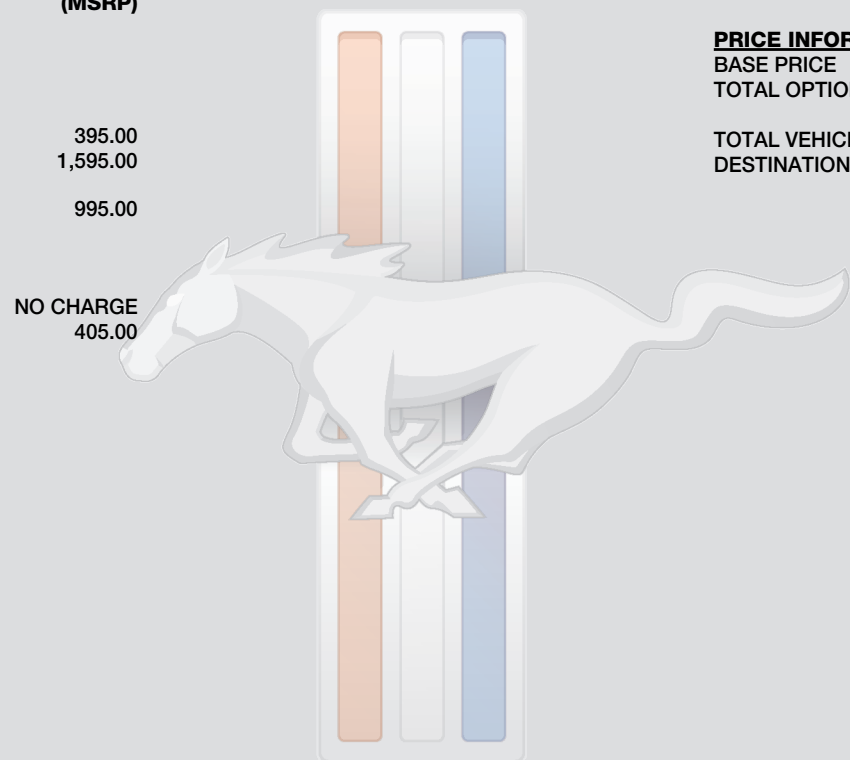 (MSRP)
395.00
1,595.00
995.00
NO CHARGE
405.00
PRICE INFOR
BASE PRICE
TOTAL OPTIO
TOTAL VEHICL
DESTINATION